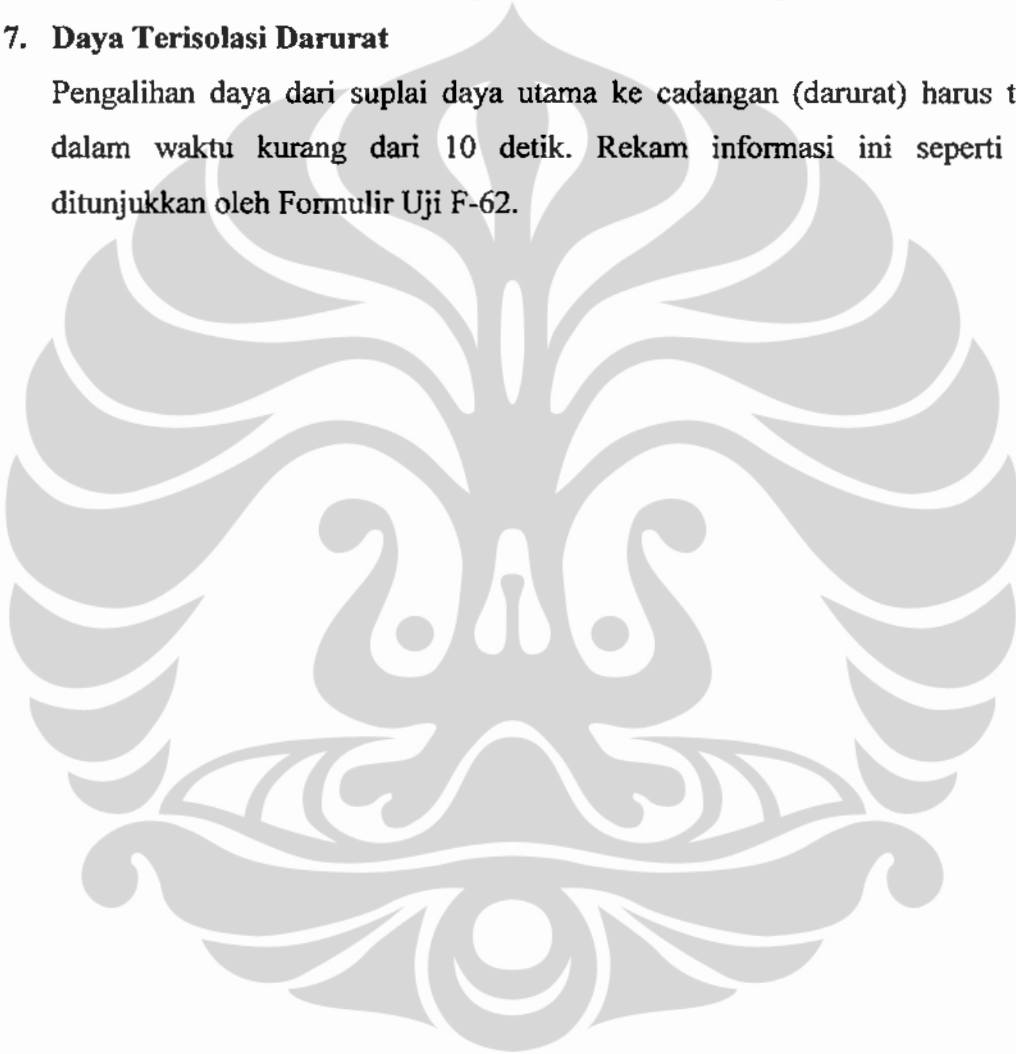 7. Daya Terisolasi Darurat
Pengalihan daya dari suplai daya utama ke cadangan (darurat) harus
dalam waktu kurang dari 10 detik. Rekam informasi ini seperti
ditunjukkan oleh Formulir Uji F-62.